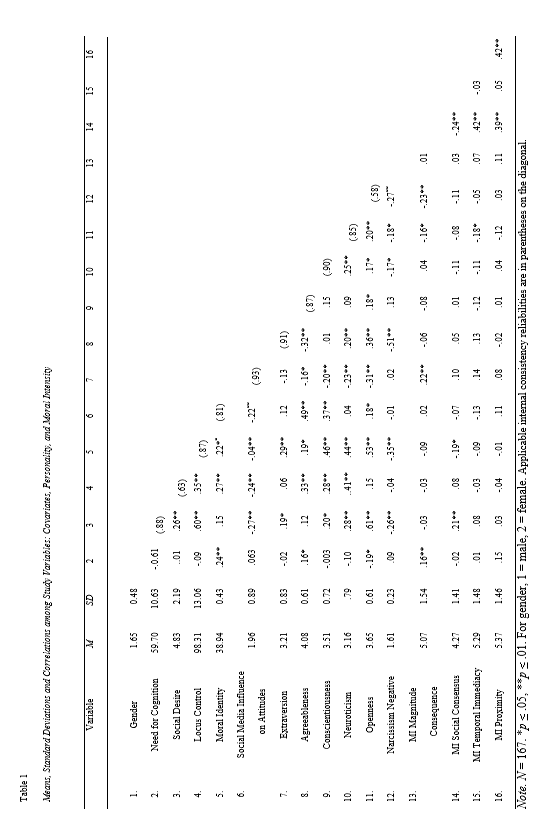 Table 1
Means, Standard Deviations and Correlations among Study Variables: Covariates, Personality, and Moral Intensity
Variable M SD 2 3 4 5 6 7 8 9 10 11 12 13 14 15 16
1. Gender 1.65 0.48
2. Need for Cognition 59.70 10.63 -0.61 (.88)
3. Social Desire 4.83 2.19 .01 .26** (.63)
4. Locus Control 98.31 13.06 -.09 .60** .35** (.87)
5. Moral Identity 38.94 0.43 .24** .15 .27** .22** (.81)
6. Social Media Influence
on Attitudes 1.96 0.89 .063 -.27** -.24** -.04** -.22** (.93)
7. Extraversion 3.21 0.83 -.02 .19* .06 .29** .12 -.13 (.91)
8. Agreeableness 4.08 0.61 .16* .12 .33** .19* .49** -.16* -.32** (.87)
9. Conscientiousness 3.51 0.72 -.003 .20* .28** .46** .37** -.20** .01 .15 (.90)
10. Neuroticism 3.16 .79 -.10 .28** .41** .44** .04 -.23** .20** .09 .25** (.85)
11. Openness 3.65 0.61 -.19* .61** .15 .53** .18* -.31** .36** .18* .17* .20** (.58)
12. Narcissism Negative 1.61 0.23 .09 -.26** -.04 -.35** -.01 .02 -.51** .13 -.17* -.18* -.27**
13. MI Magnitude
Consequence 5.07 1.54 .16** -.03 -.03 -.09 .02 .22** -.06 -.08 .04 -.16* -.23** .01
14. MI Social Consensus 4.27 1.41 -.02 .21** .08 -.19* -.07 .10 .05 .01 -.11 -.08 -.11 .03 -.24**
15. MI Temporal Immediacy 5.29 1.48 .01 .08 -.03 -.09 -.13 .14 .13 -.12 -.11 -.18* -.05 .07 .42** -.03
16. MI Proximity 5.37 1.46 .15 .03 -.04 -.01 .11 .08 -.02 .01 .04 -.12 .03 .11 .39** .05 .42**
Note. N = 167. *p ≤ .05, **p ≤ .01. For gender, 1 = male, 2 = female. Applicable internal consistency reliabilities are in parentheses on the diagonal.